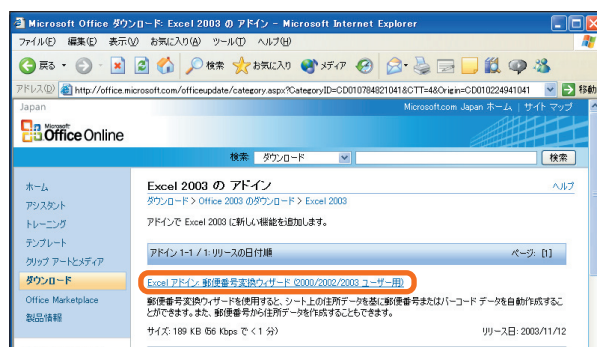 Microsoft Office ダウンロード: Excel 2003 の アドイン - Microsoft Internet Explorer
ファイル(F) 編集(E) 表示(V) お気に入り(A) ツール(T) ヘルプ(H)
戻る 検索 お気に入り メディア
アドレス(D) http://office.microsoft.com/officeupdate/category.aspx?CategoryID=CD010784821041&CTT=4&Origin=CD010224941041 移動
Japan Microsoft.com Japan ホーム | サイト マップ
Microsoft Office Online
検索: ダウンロード 検索
ホーム
アシスタント
トレーニング
テンプレート
クリップ アートとメディア
ダウンロード
Office Marketplace
製品情報
Excel 2003 の アドイン ヘルプ
ダウンロード > Office 2003 のダウンロード > Excel 2003
アドインで Excel 2003 に新しい機能を追加します。
アドイン 1-1 / 1: リリースの日付順 ページ: [1]
Excel アドイン: 郵便番号変換ウィザード (2000/2002/2003 ユーザー用)
郵便番号変換ウィザードを使用すると、シート上の住所データを基に郵便番号またはバーコード データを自動作成するこ
とができます。また、郵便番号から住所データを作成することもできます。
サイズ: 189 KB (56 Kbps で < 1 分) リリース日: 2003/11/12